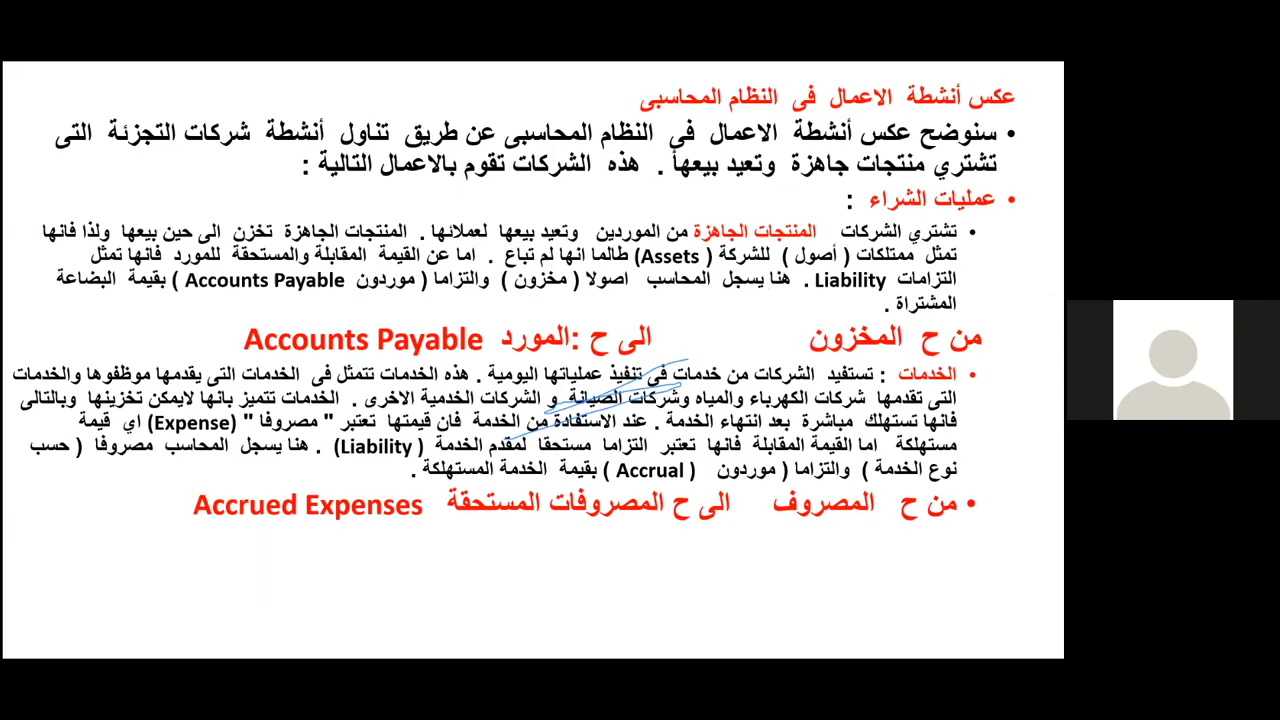 عكس أنشطة الاعمال فى النظام المحاسبى
• سنوضح عكس أنشطة الاعمال فى النظام المحاسبى عن طريق تناول أنشطة شركات التجزئة التى
تشتري منتجات جاهزة وتعيد بيعها . هذه الشركات تقوم بالاعمال التالية :
• عمليات الشراء :
• تشتري الشركات المنتجات الجاهزة من الموردين وتعيد بيعها لعملائها . المنتجات الجاهزة تخزن الى حين بيعها ولذا فانها
تمثل ممتلكات ( أصول ) للشركة ( Assets) طالما انها لم تباع . اما عن القيمة المقابلة والمستحقة للمورد فانها تمثل
التزامات Liability . هنا يسجل المحاسب اصولا ( مخزون ) والتزاما ( موردون Accounts Payable ) بقيمة البضاعة
المشتراة .
من ح المخزون الى ح :المورد Accounts Payable
• الخدمات : تستفيد الشركات من خدمات فى تنفيذ عملياتها اليومية . هذه الخدمات تتمثل فى الخدمات التى يقدمها موظفوها والخدمات
التى تقدمها شركات الكهرباء والمياه وشركات الصيانة و الشركات الخدمية الاخرى . الخدمات تتميز بانها لايمكن تخزينها وبالتالى
فانها تستهلك مباشرة بعد انتهاء الخدمة . عند الاستفادة من الخدمة فان قيمتها تعتبر " مصروفا " (Expense) اي قيمة
مستهلكة اما القيمة المقابلة فانها تعتبر التزاما مستحقا لمقدم الخدمة ( Liability) . هنا يسجل المحاسب مصروفا ( حسب
نوع الخدمة ) والتزاما ( موردون ( Accrual ) بقيمة الخدمة المستهلكة .
• من ح المصروف الى ح المصروفات المستحقة Accrued Expenses